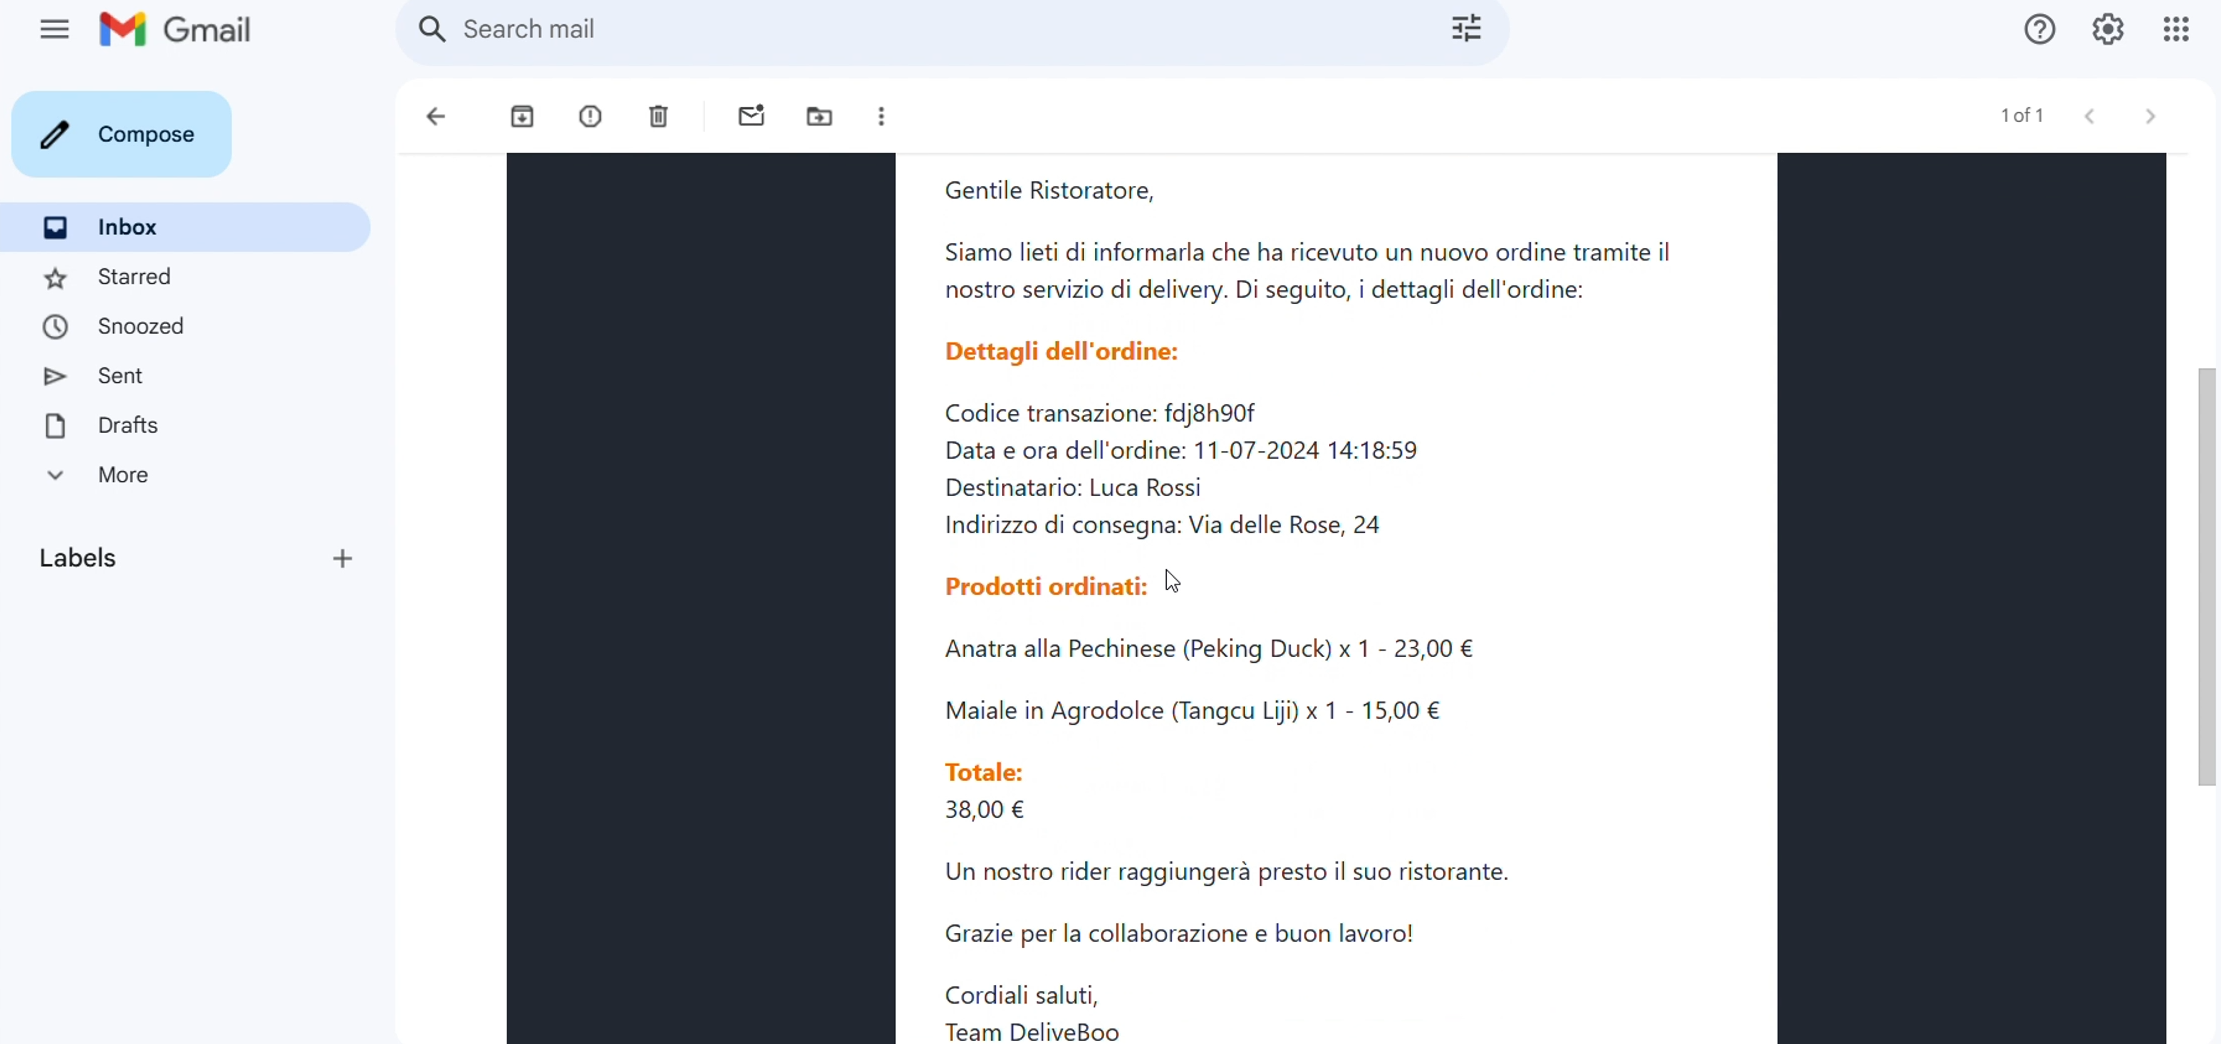 Gmail
Search mail
Compose
1 of 1
Inbox
Starred
Snoozed
Sent
Drafts
More
Labels
Gentile Ristoratore,
Siamo lieti di informarla che ha ricevuto un nuovo ordine tramite il
nostro servizio di delivery. Di seguito, i dettagli dell'ordine:
Dettagli dell'ordine:
Codice transazione: fdj8h90f
Data e ora dell'ordine: 11-07-2024 14:18:59
Destinatario: Luca Rossi
Indirizzo di consegna: Via delle Rose, 24
Prodotti ordinati:
Anatra alla Pechinese (Peking Duck) x 1 - 23,00 €
Maiale in Agrodolce (Tangcu Liji) x 1 - 15,00 €
Totale:
38,00 €
Un nostro rider raggiungerà presto il suo ristorante.
Grazie per la collaborazione e buon lavoro!
Cordiali saluti,
Team DeliveBoo